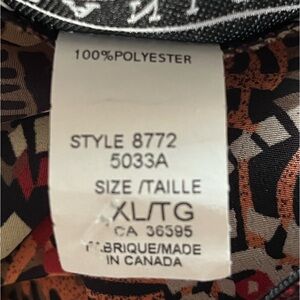 100%POLYESTER
STYLE 8772
5033A
SIZE /TAILLE
XL/TG
CA 36595
FABRIQUE/MADE
IN CANADA